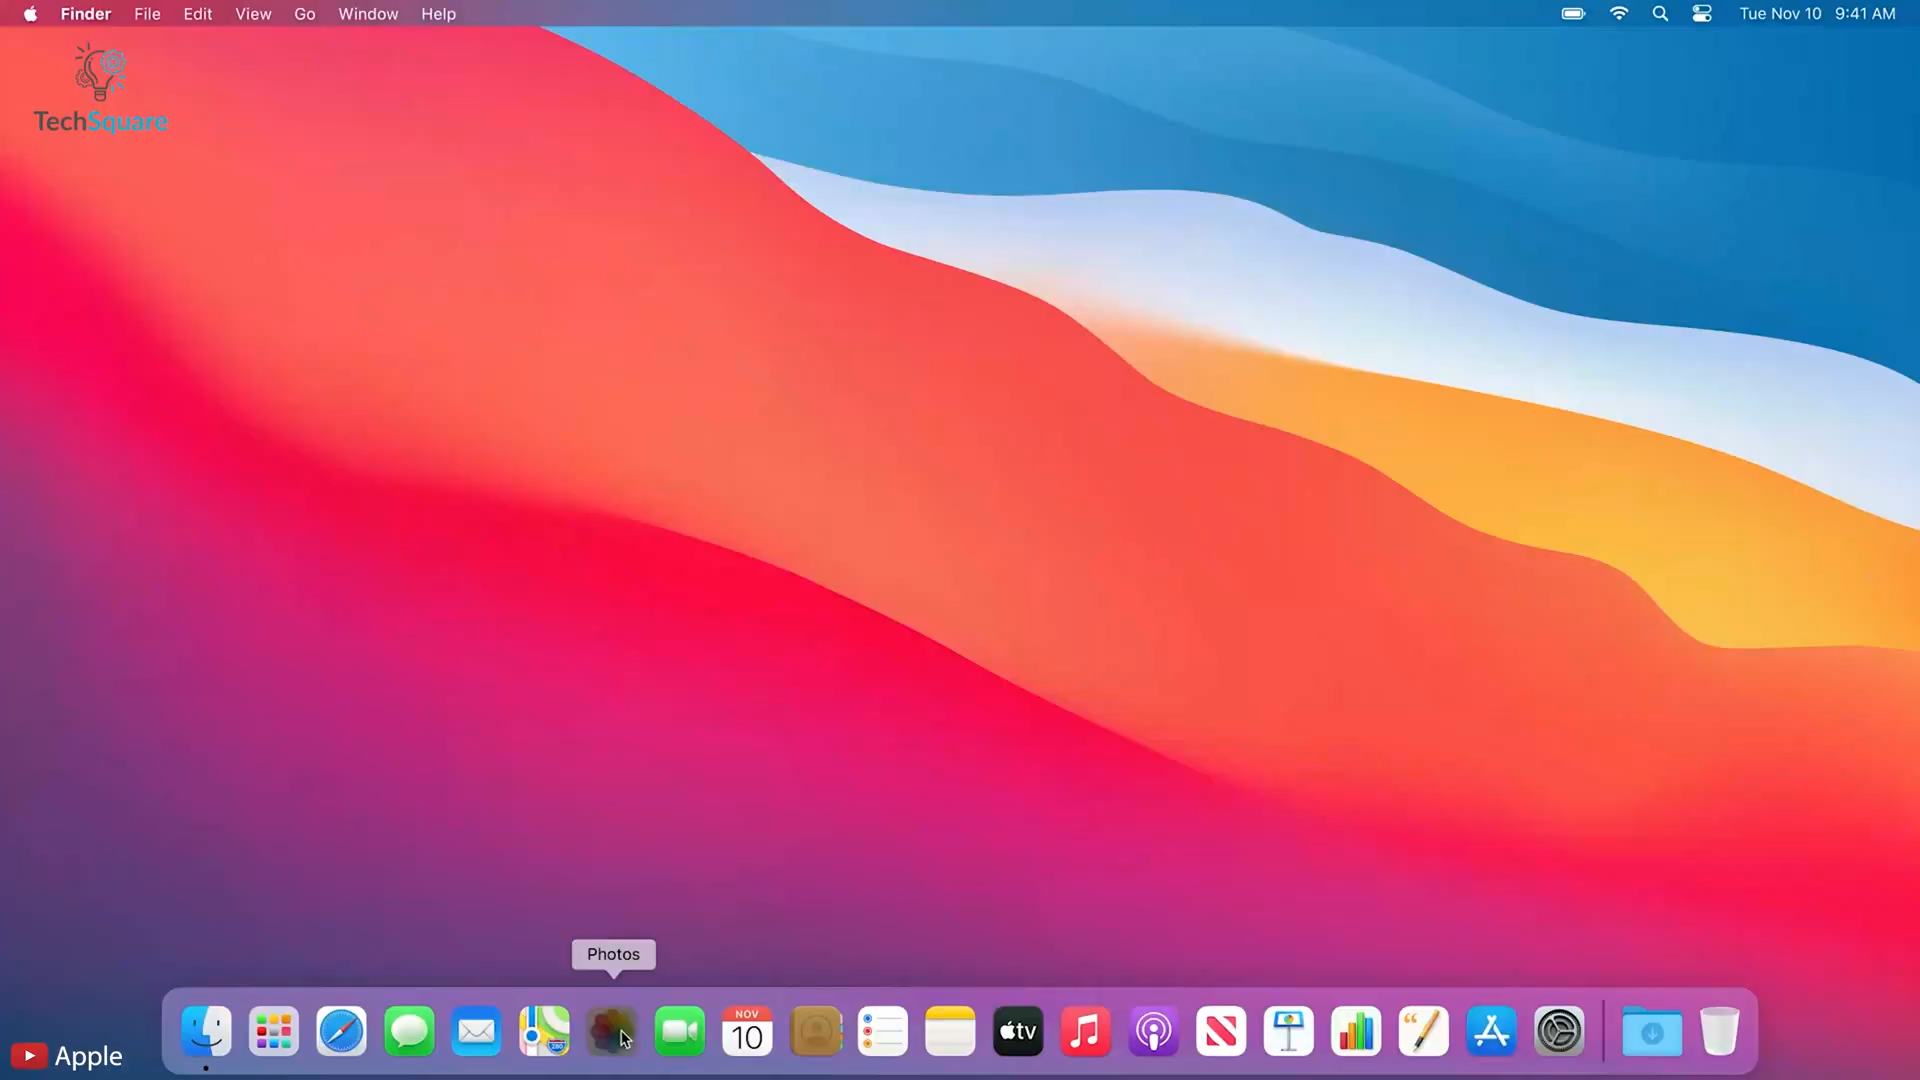 Finder File Edit View Go Window Help Tue Nov 10 9:41 AM
TechSquare
Photos
280
NOV
10
tv
Apple